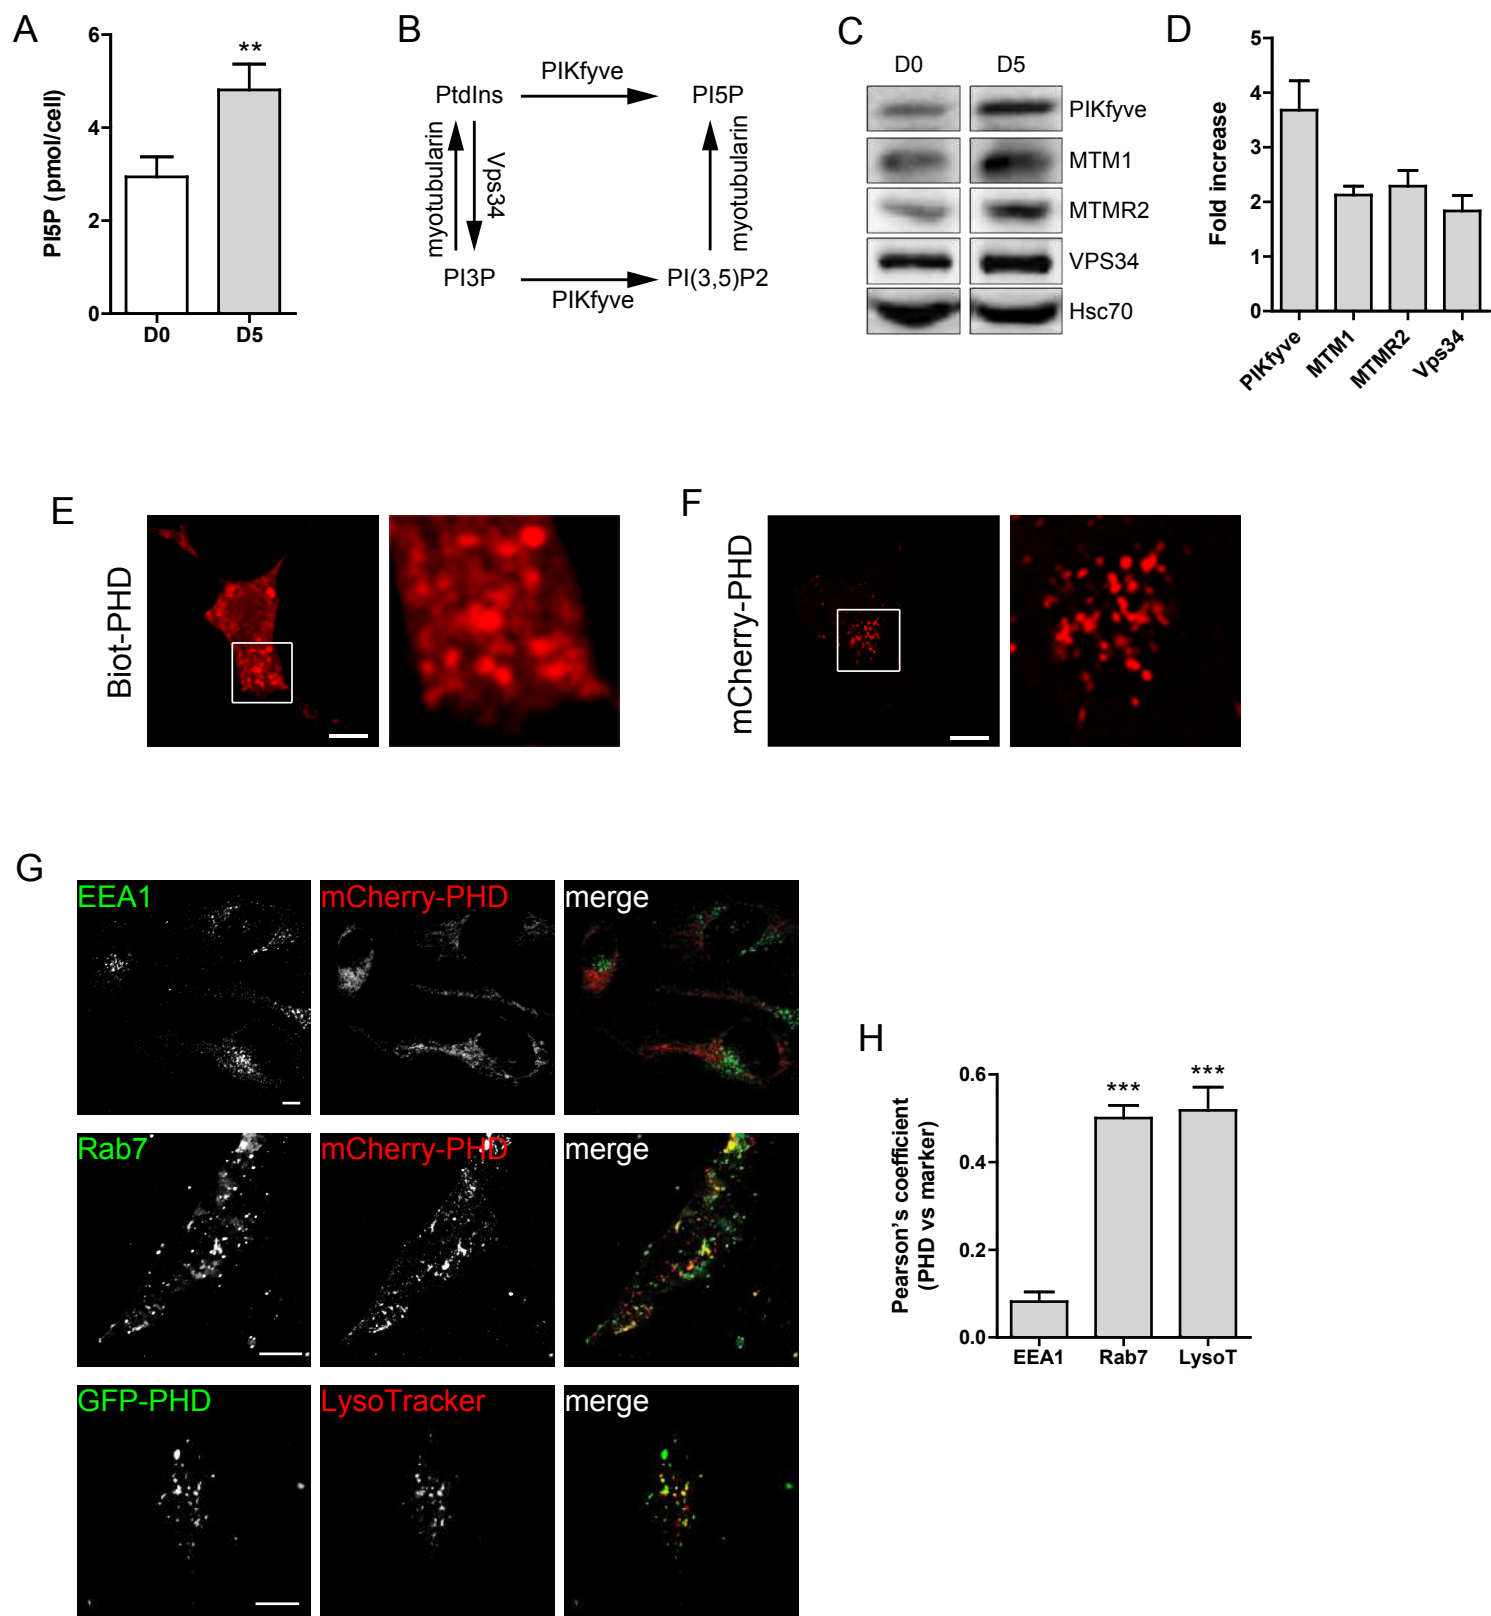 A
6
4
2
0
PI5P (pmol/cell)
**
D0
D5
B
PIKfyve
PtdIns
PI5P
myotubularin
Vps34
myotubularin
PI3P
PI(3,5)P2
PIKfyve
C
D0
D5
PIKfyve
MTM1
MTMR2
VPS34
Hsc70
D
5
4
3
2
1
0
Fold increase
PIKfyve
MTM1
MTMR2
Vps34
E
Biot-PHD
F
mCherry-PHD
G
EEA1
mCherry-PHD
merge
Rab7
mCherry-PHD
merge
GFP-PHD
LysoTracker
merge
H
0.6
0.4
0.2
0.0
Pearson's coefficient
(PHD vs marker)
***
***
EEA1
Rab7
LysoT